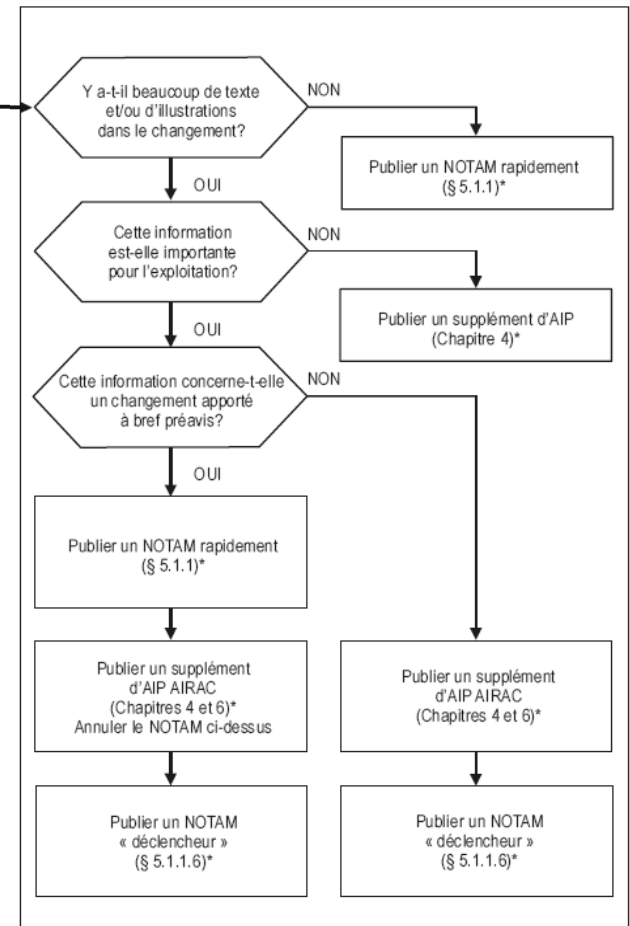 Y a-t-il beaucoup de texte
et/ou d'illustrations
dans le changement?
NON
Publier un NOTAM rapidement
(§ 5.1.1)*
OUI
Cette information
est-elle importante
pour l'exploitation?
NON
Publier un supplément d'AIP
(Chapitre 4)*
OUI
Cette information concerne-t-elle
un changement apporté
à bref préavis?
NON
OUI
Publier un NOTAM rapidement
(§ 5.1.1)*
Publier un supplément
d'AIP AIRAC
(Chapitres 4 et 6)*
Annuler le NOTAM ci-dessus
Publier un supplément
d'AIP AIRAC
(Chapitres 4 et 6)*
Publier un NOTAM
« déclencheur »
(§ 5.1.1.6)*
Publier un NOTAM
« déclencheur »
(§ 5.1.1.6)*